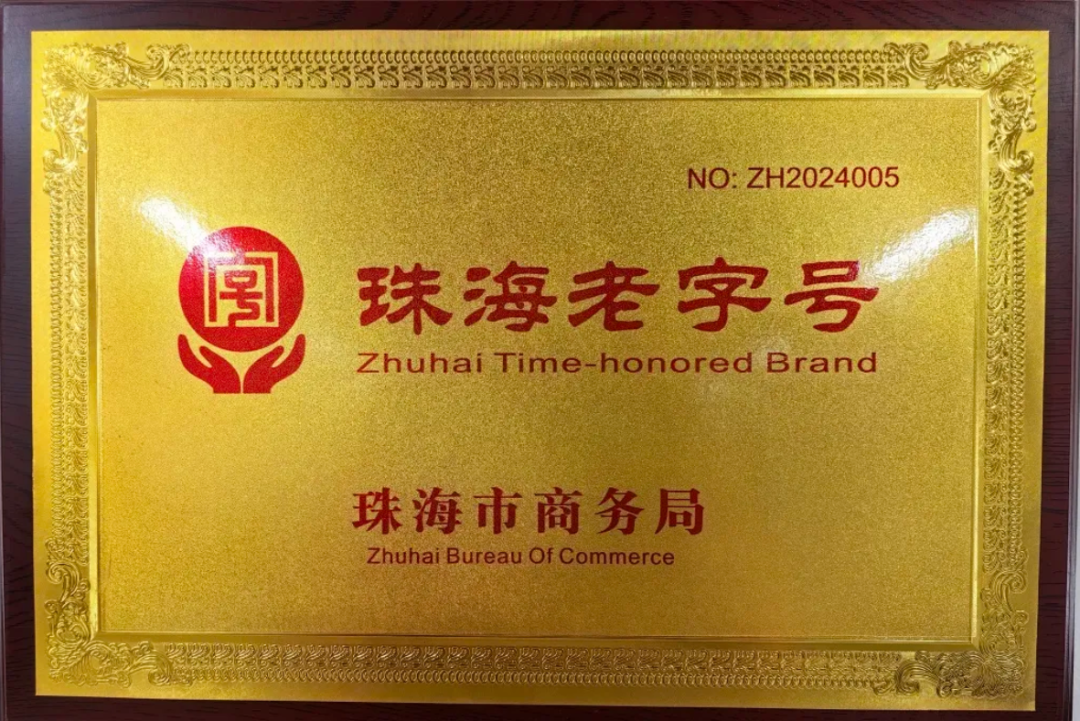 NO: ZH2024005
珠海老字号
Zhuhai Time-honored Brand
珠海市商务局
Zhuhai Bureau Of Commerce